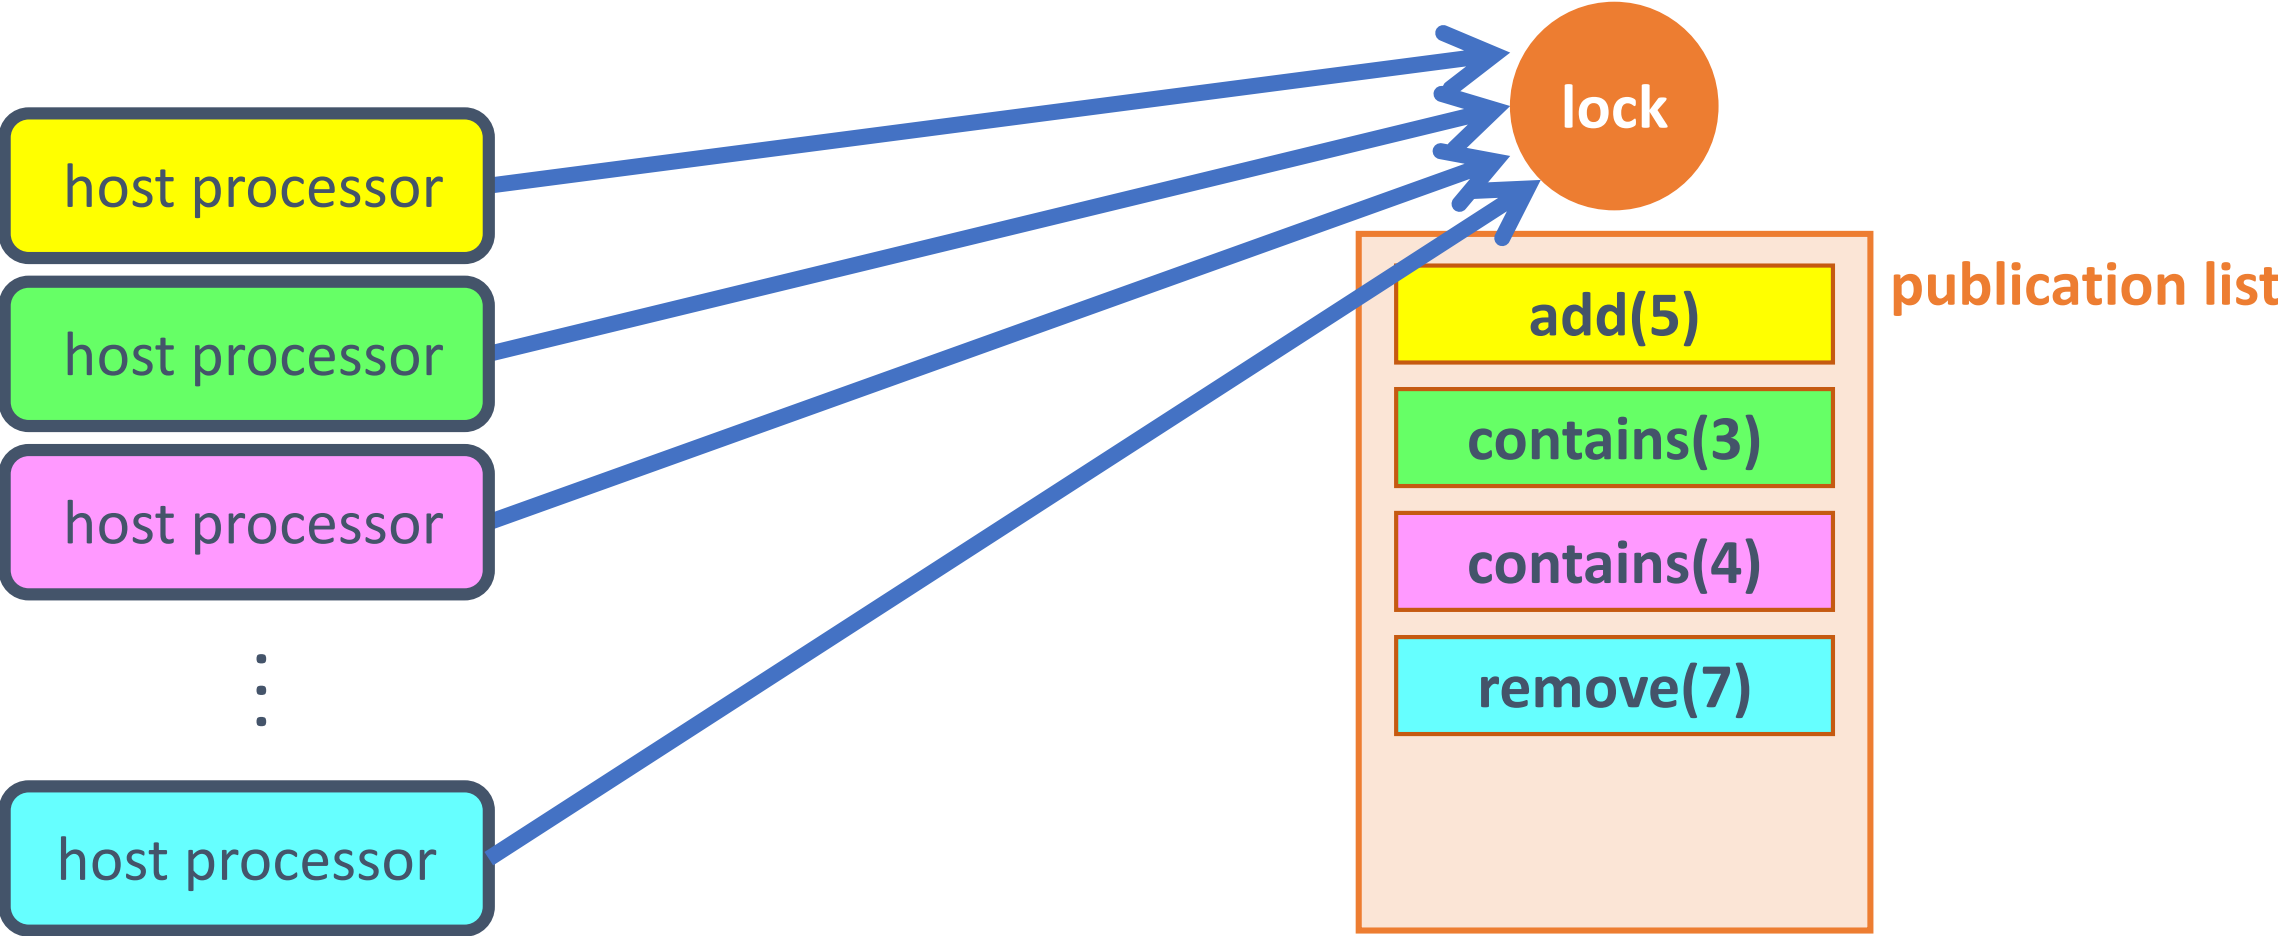 lock
host processor
host processor
host processor
host processor
publication list
add(5)
contains(3)
contains(4)
remove(7)